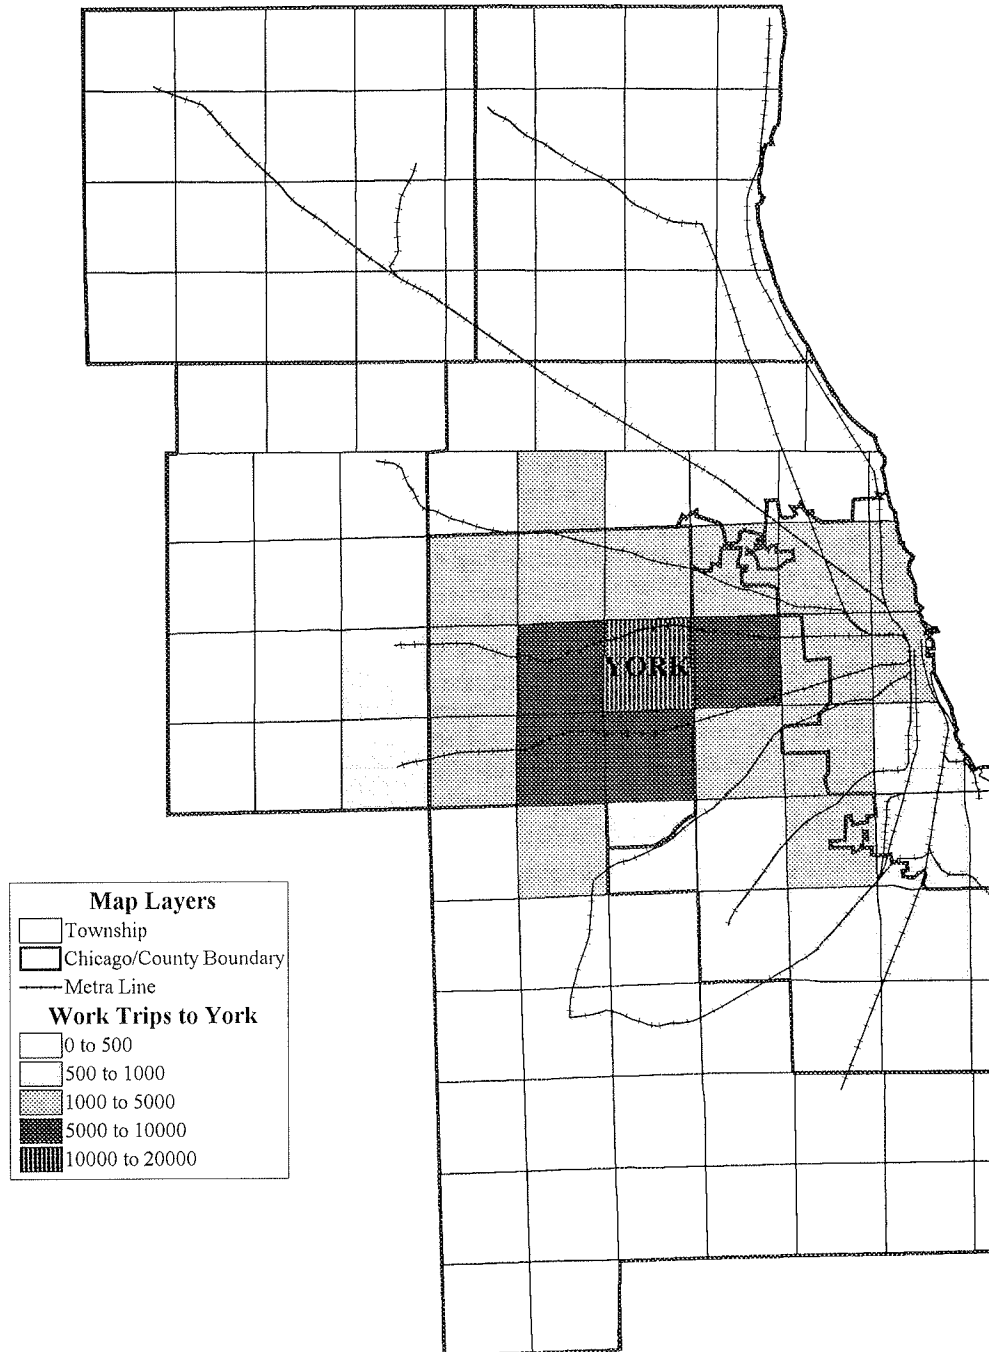 YORK
Map Layers
Township
Chicago/County Boundary
Metra Line
Work Trips to York
0 to 500
500 to 1000
1000 to 5000
5000 to 10000
10000 to 20000